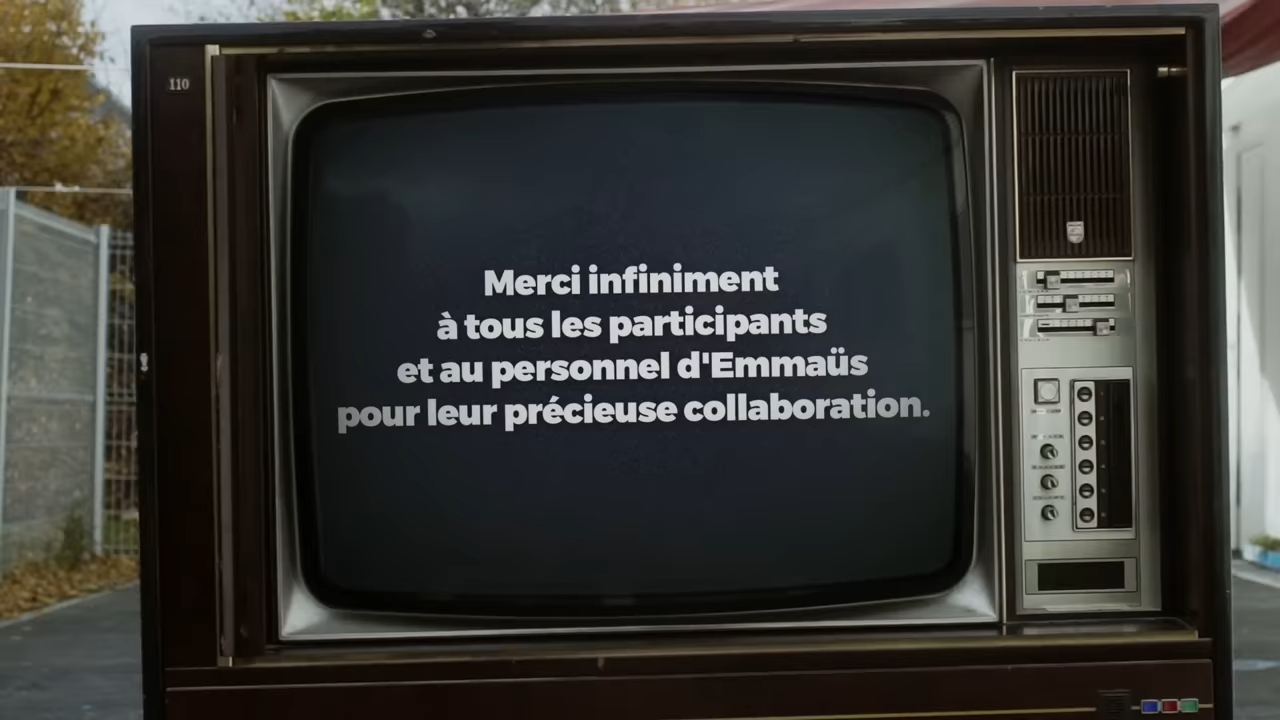 110
Merci infiniment
à tous les participants
et au personnel d'Emmaüs
pour leur précieuse collaboration.